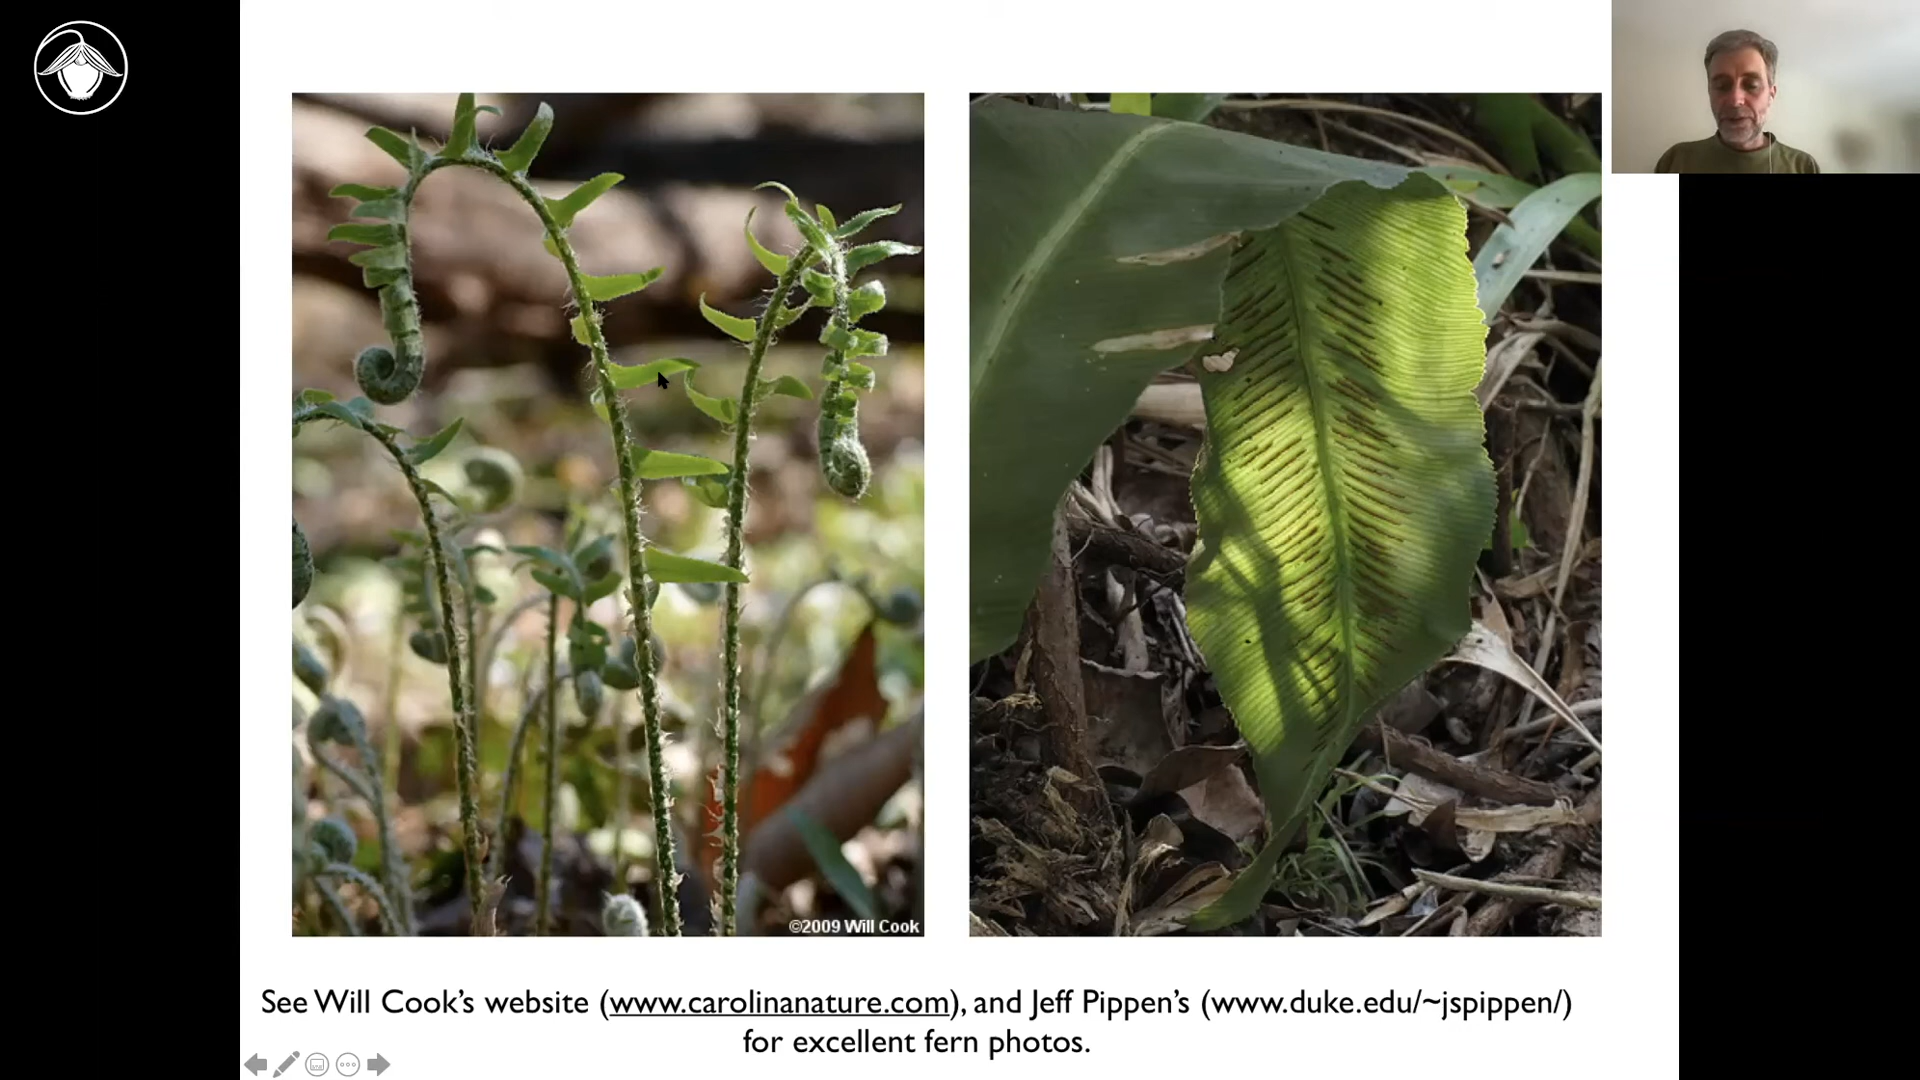 ©2009 Will Cook
See Will Cook’s website (www.carolinanature.com), and Jeff Pippen’s (www.duke.edu/~jspippen/)
for excellent fern photos.